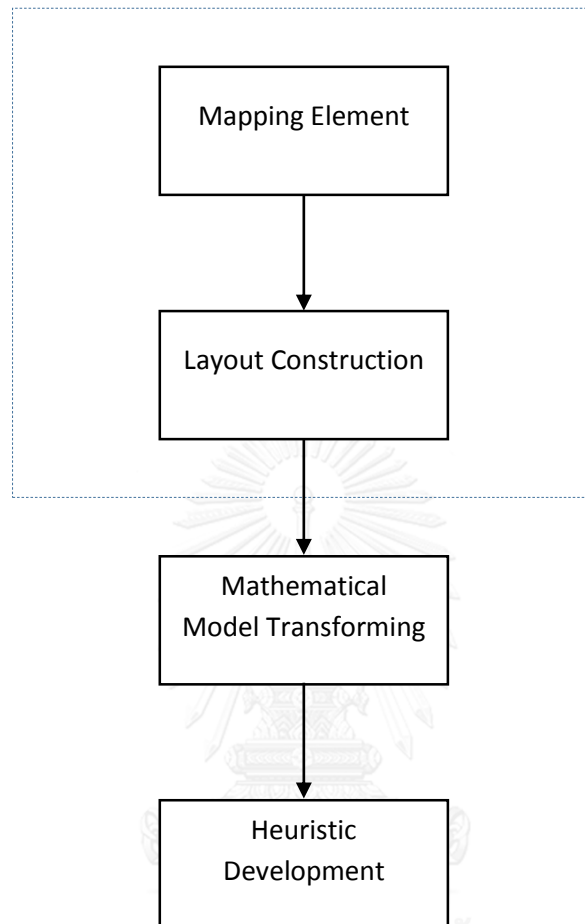 Mapping Element
Layout Construction
Mathematical
Model Transforming
Heuristic
Development